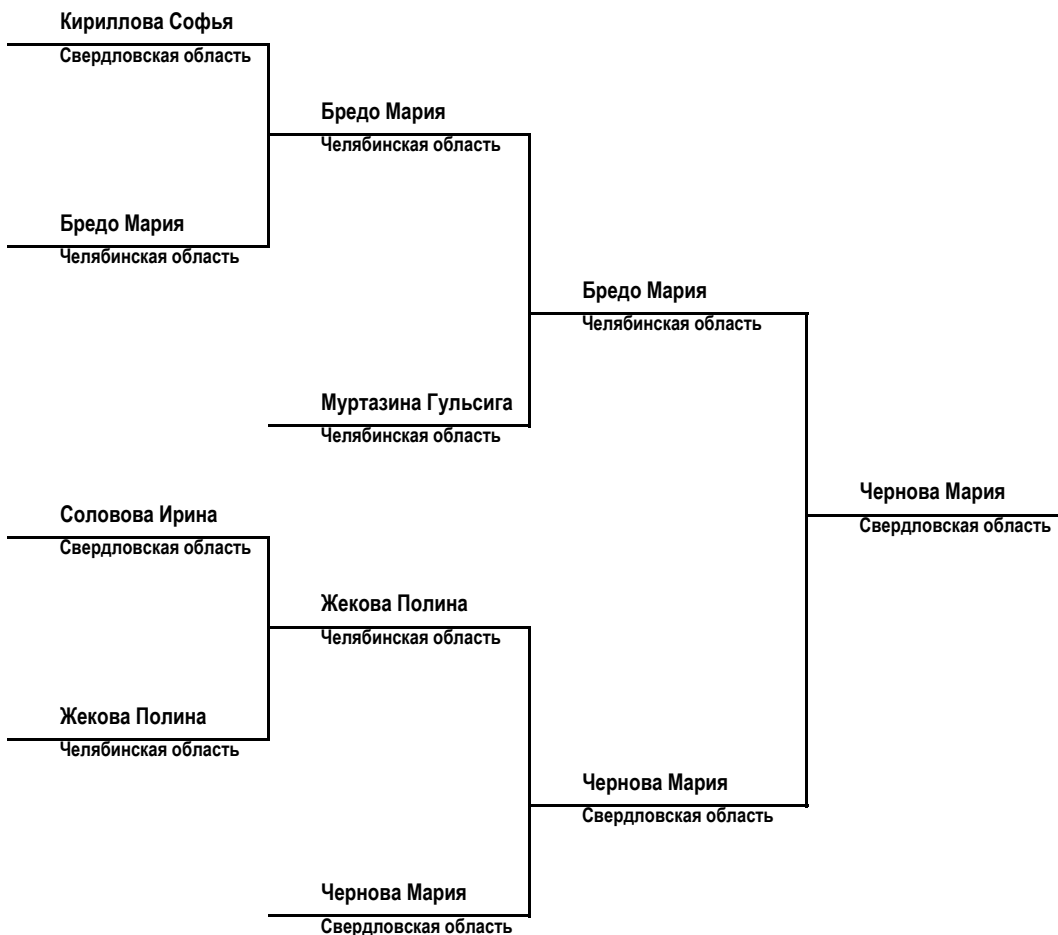 Кириллова Софья
Свердловская область
Бредо Мария
Челябинская область
Бредо Мария
Челябинская область
Бредо Мария
Челябинская область
Муртазина Гульсига
Челябинская область
Чернова Мария
Свердловская область
Соловова Ирина
Свердловская область
Жекова Полина
Челябинская область
Жекова Полина
Челябинская область
Чернова Мария
Свердловская область
Чернова Мария
Свердловская область